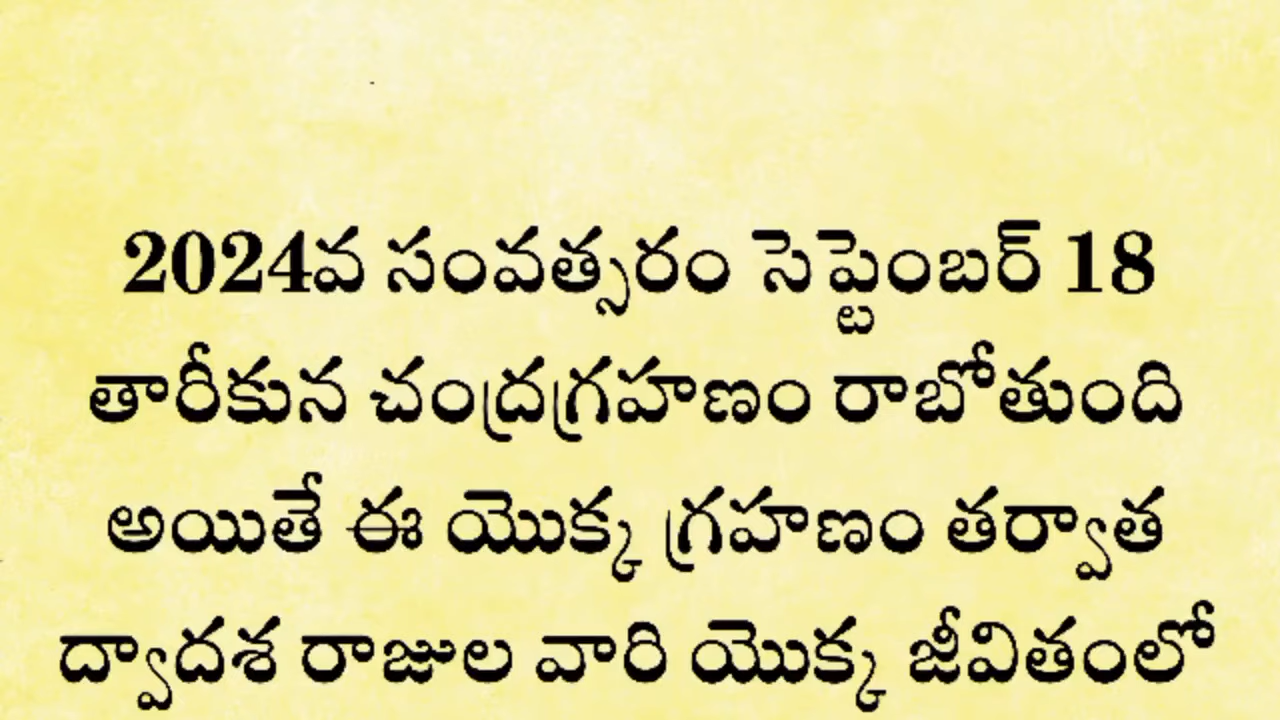 2024వ సంవత్సరం సెప్టెంబర్ 18
తారీకున చంద్రగ్రహణం రాబోతుంది
అయితే ఈ యొక్క గ్రహణం తర్వాత
ద్వాదశ రాజుల వారి యొక్క జీవితంలో